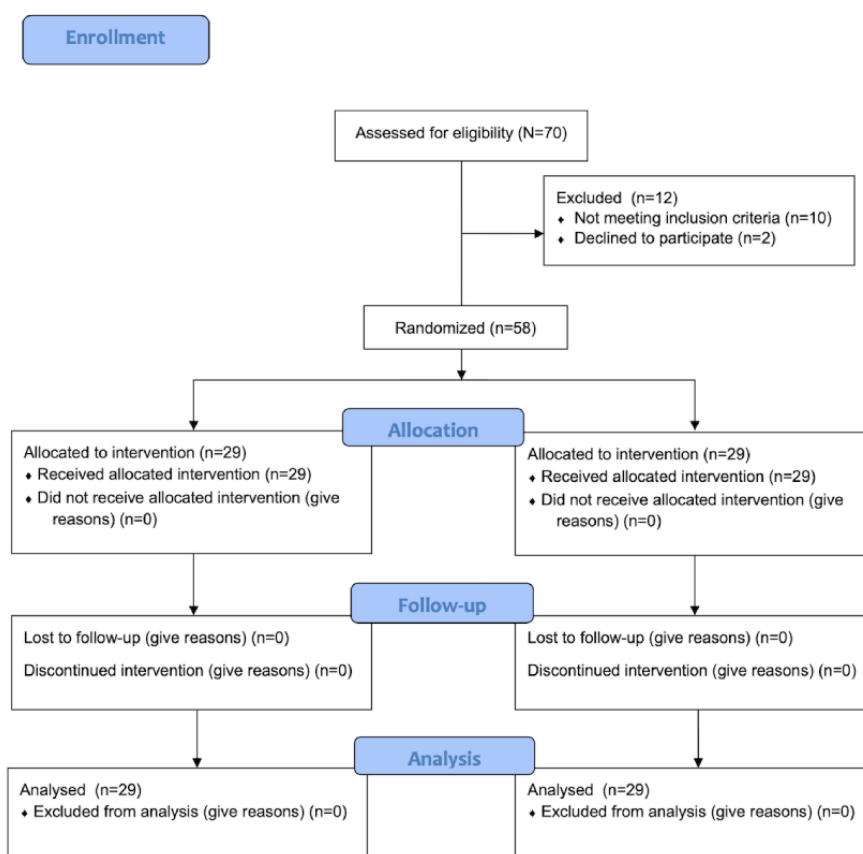 Enrollment
Assessed for eligibility (N=70)
Excluded (n=12)
♦ Not meeting inclusion criteria (n=10)
♦ Declined to participate (n=2)
Randomized (n=58)
Allocation
Allocated to intervention (n=29)
♦ Received allocated intervention (n=29)
♦ Did not receive allocated intervention (give
reasons) (n=0)
Allocated to intervention (n=29)
♦ Received allocated intervention (n=29)
♦ Did not receive allocated intervention (give
reasons) (n=0)
Follow-up
Lost to follow-up (give reasons) (n=0)
Discontinued intervention (give reasons) (n=0)
Lost to follow-up (give reasons) (n=0)
Discontinued intervention (give reasons) (n=0)
Analysis
Analysed (n=29)
♦ Excluded from analysis (give reasons) (n=0)
Analysed (n=29)
♦ Excluded from analysis (give reasons) (n=0)